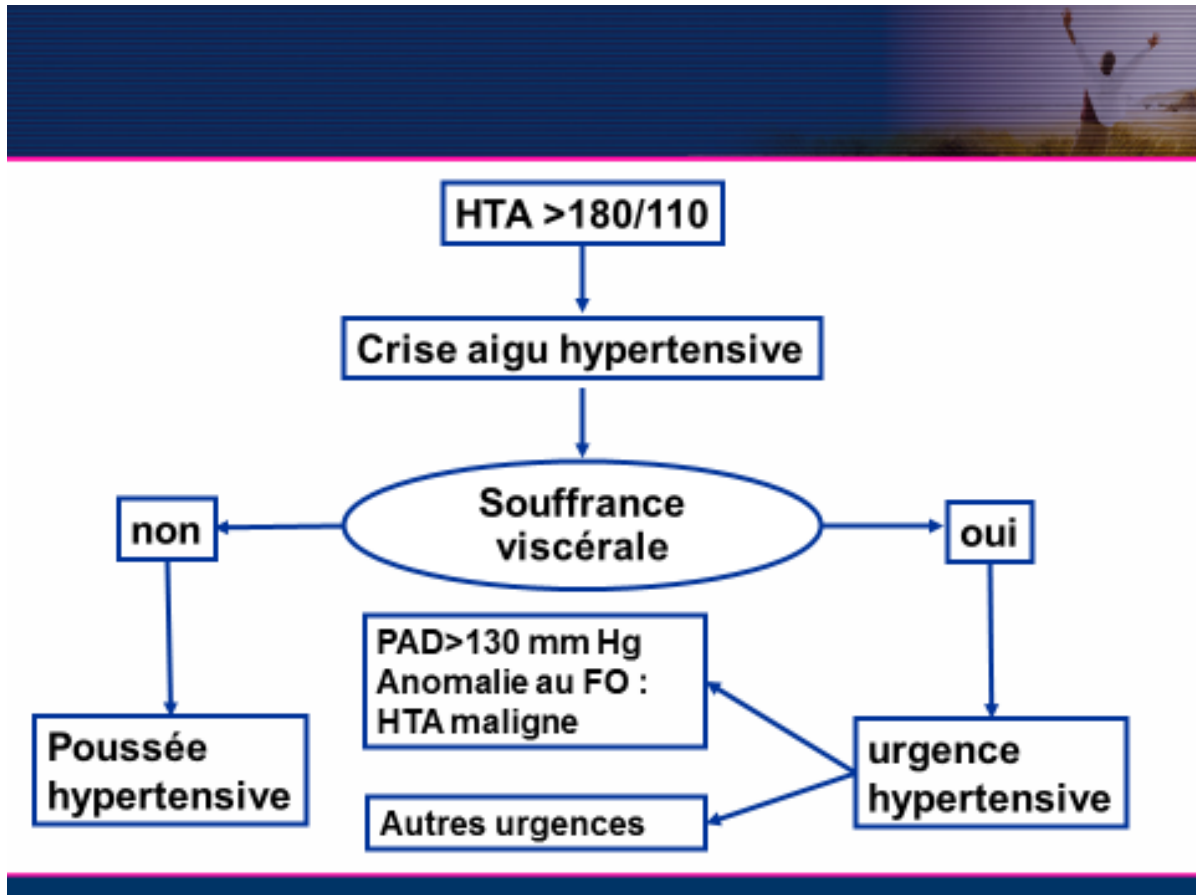 HTA >180/110
Crise aigu hypertensive
Souffrance
viscérale
non
oui
PAD>130 mm Hg
Anomalie au FO :
HTA maligne
Poussée
hypertensive
urgence
hypertensive
Autres urgences